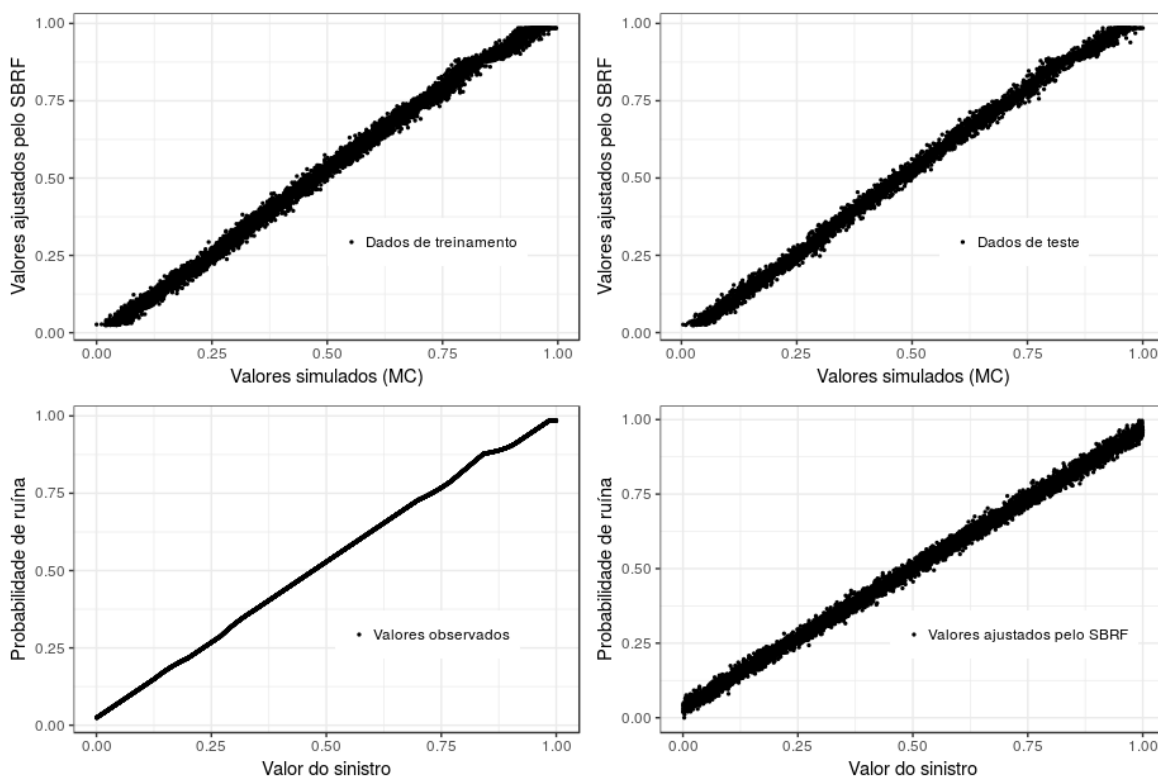 Valores ajustados pelo SBRF
1.00
0.75
0.50
0.25
0.00
• Dados de treinamento
0.00 0.25 0.50 0.75 1.00
Valores simulados (MC)
Valores ajustados pelo SBRF
1.00
0.75
0.50
0.25
0.00
• Dados de teste
0.00 0.25 0.50 0.75 1.00
Valores simulados (MC)
Probabilidade de ruína
1.00
0.75
0.50
0.25
0.00
• Valores observados
0.00 0.25 0.50 0.75 1.00
Valor do sinistro
Probabilidade de ruína
1.00
0.75
0.50
0.25
0.00
• Valores ajustados pelo SBRF
0.00 0.25 0.50 0.75 1.00
Valor do sinistro